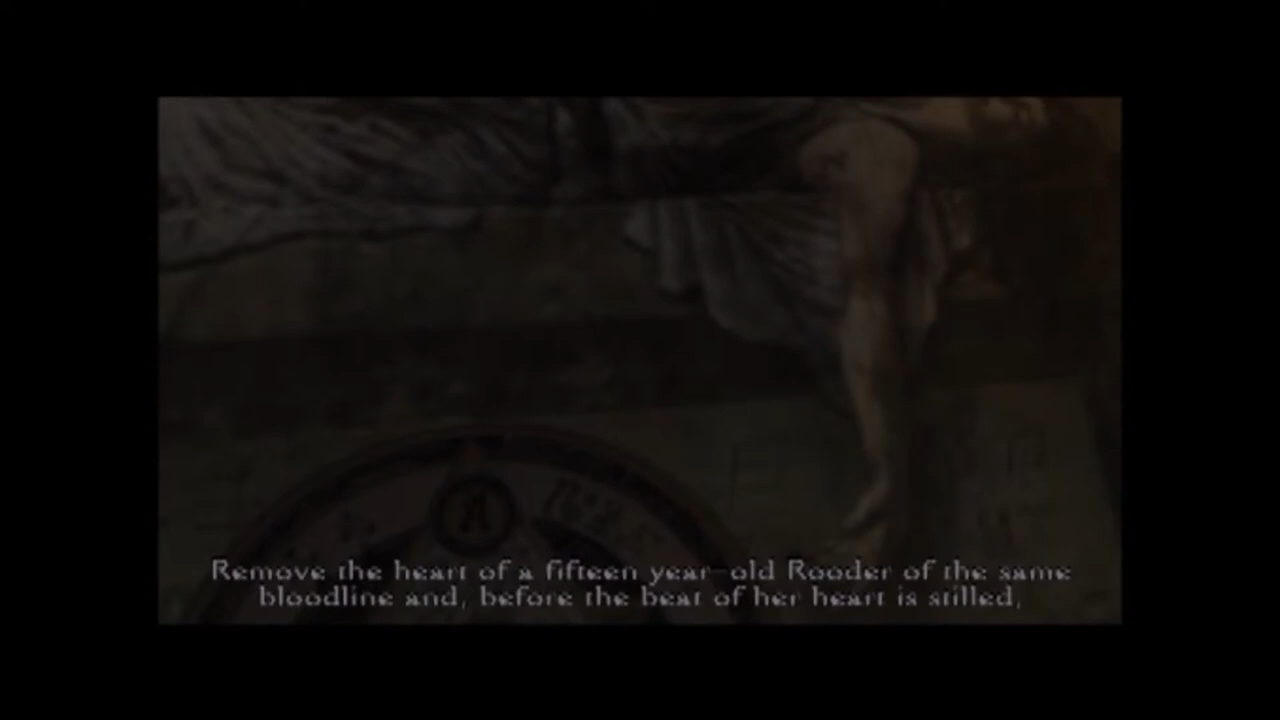 Remove the heart of a fifteen year-old Rooder of the same
bloodline and, before the beat of her heart is stilled,